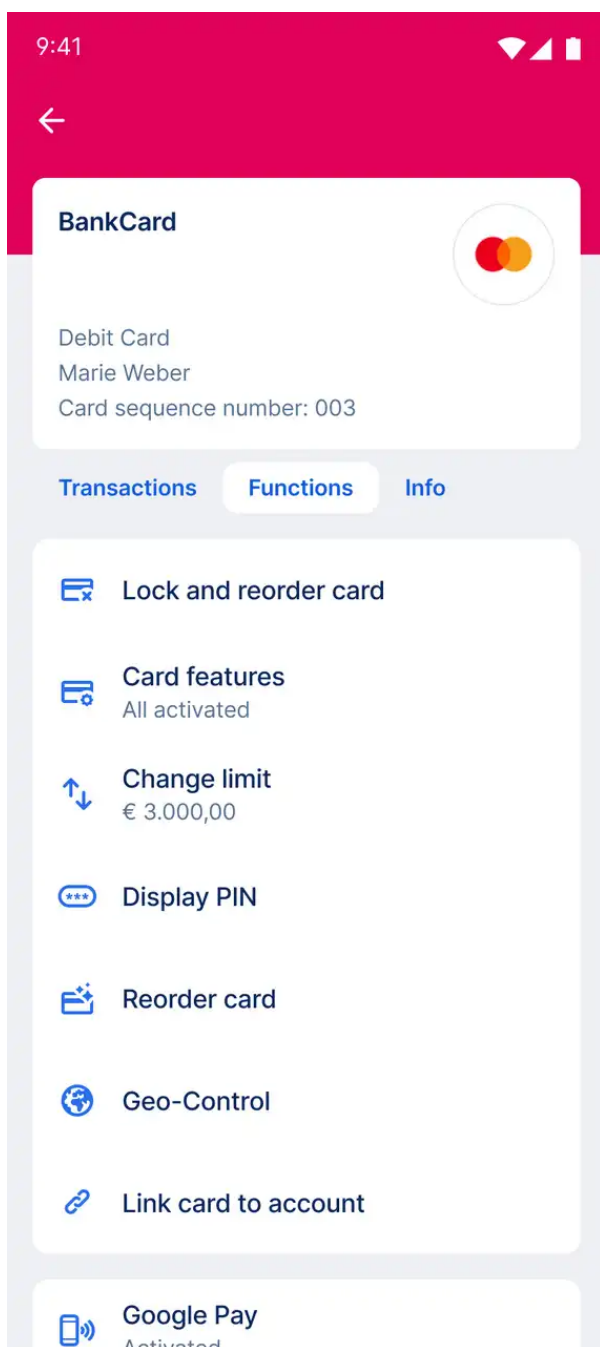 9:41
BankCard
Debit Card
Marie Weber
Card sequence number: 003
Transactions Functions Info
Lock and reorder card
Card features
All activated
Change limit
€ 3.000,00
Display PIN
Reorder card
Geo-Control
Link card to account
Google Pay
Activated